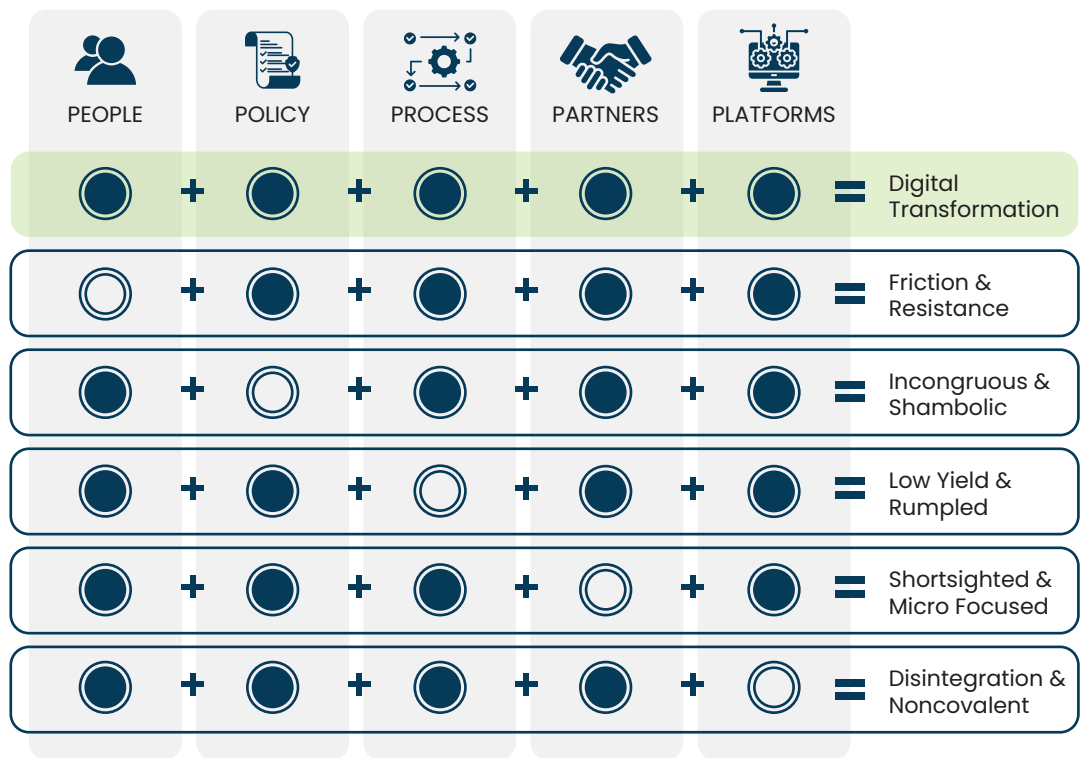 PEOPLE
POLICY
PROCESS
PARTNERS
PLATFORMS
Digital
Transformation
Friction &
Resistance
Incongruous &
Shambolic
Low Yield &
Rumpled
Shortsighted &
Micro Focused
Disintegration &
Noncovalent